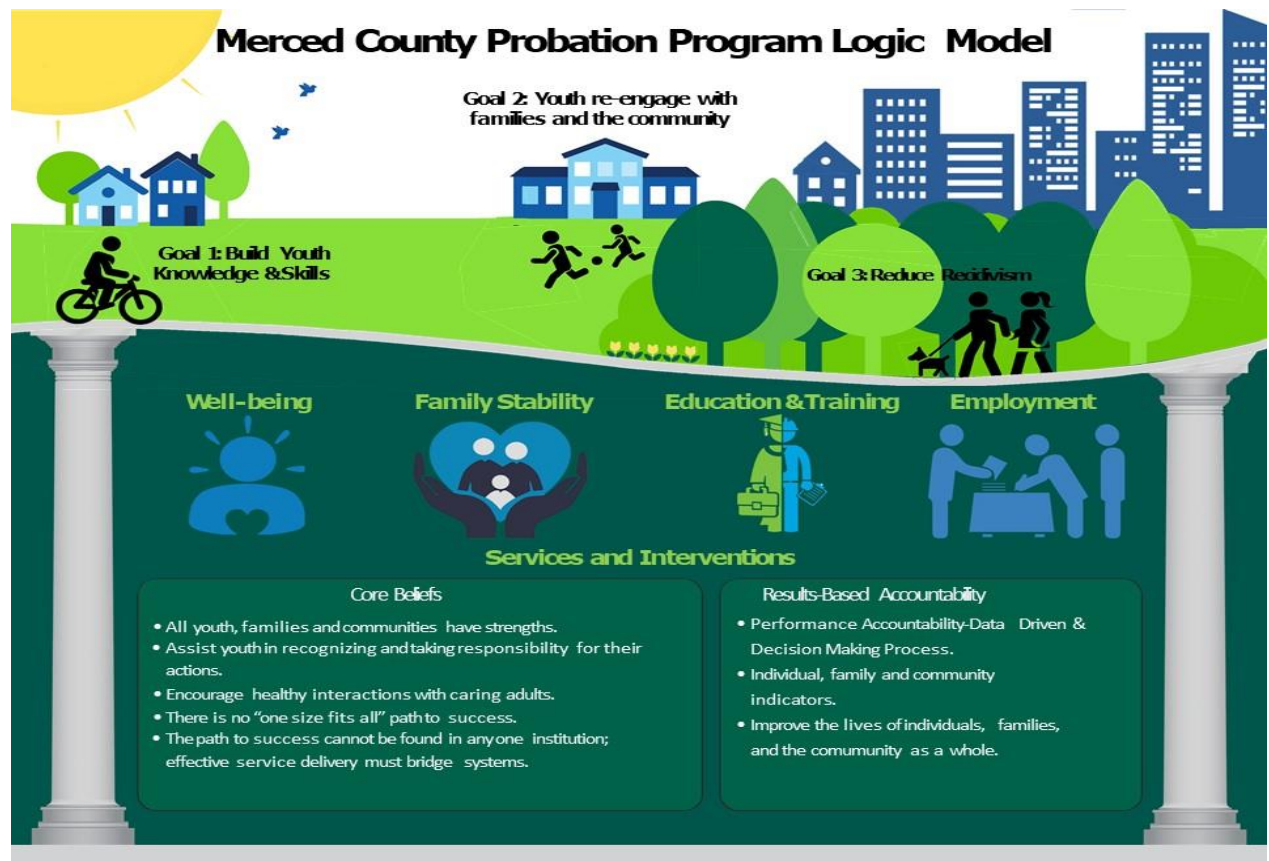 Merced County Probation Program Logic Model
Goal 2: Youth re-engage with
families and the community
Goal 1: Build Youth
Knowledge & Skills
Goal 3: Reduce Recidivism
Well-being
Family Stability
Education & Training
Employment
Services and Interventions
Core Beliefs
• All youth, families and communities have strengths.
• Assist youth in recognizing and taking responsibility for their
actions.
• Encourage healthy interactions with caring adults.
• There is no “one size fits all” path to success.
• The path to success cannot be found in anyone institution;
effective service delivery must bridge systems.
Results-Based Accountability
• Performance Accountability-Data Driven &
Decision Making Process.
• Individual, family and community
indicators.
• Improve the lives of individuals, families,
and the comumunity as a whole.